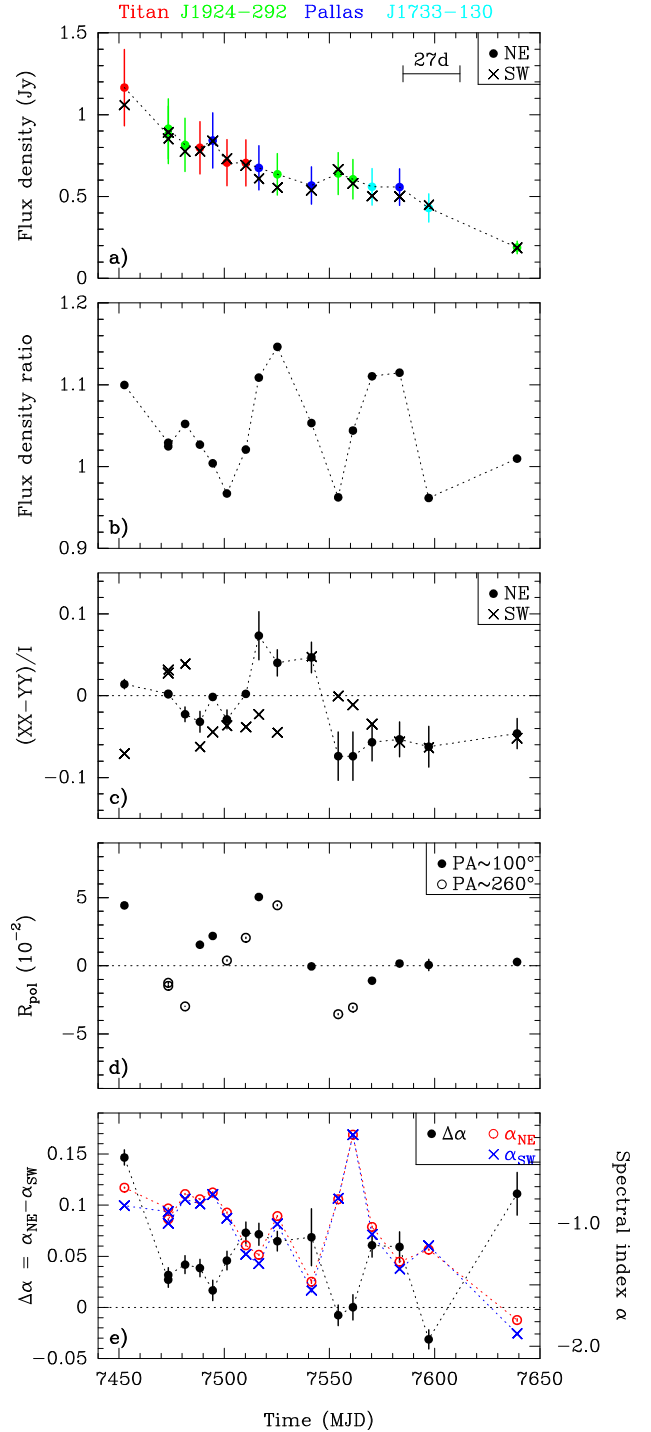 Titan J1924−292 Pallas J1733−130
1.5
1
0.5
0
Flux density (Jy)
27d
NE
SW
a)
1.2
1.1
1
0.9
Flux density ratio
b)
0.1
0
−0.1
(XX−YY)/I
NE
SW
c)
5
0
−5
R_pol (10^−2)
PA~100°
PA~260°
d)
0.15
0.1
0.05
0
−0.05
Δα = α_NE−α_SW
Δα
α_NE
α_SW
−1.0
−2.0
Spectral index α
e)
7450 7500 7550 7600 7650
Time (MJD)